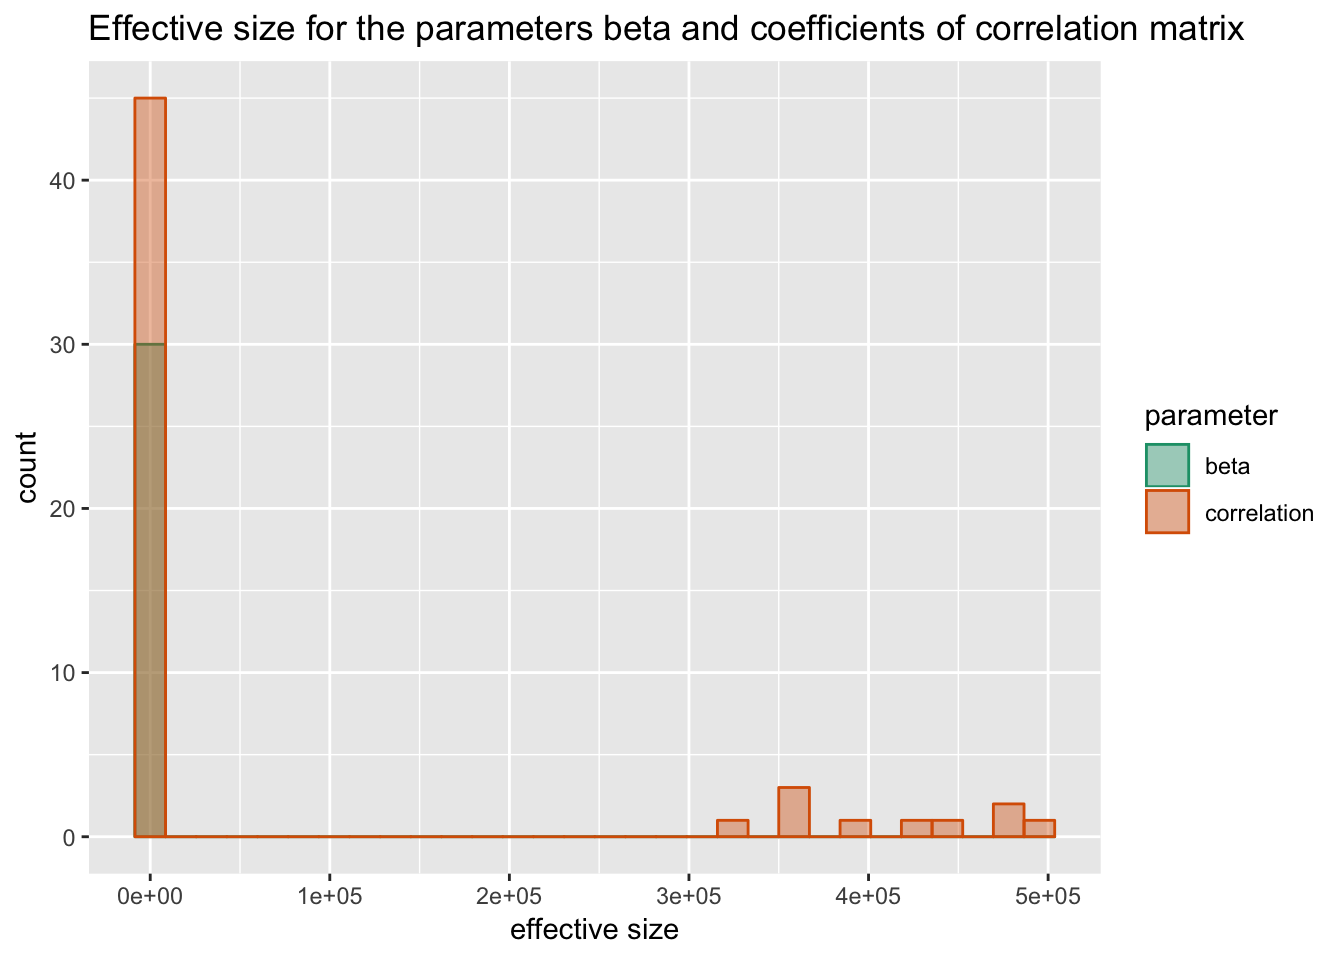 Effective size for the parameters beta and coefficients of correlation matrix
count
40
30
20
10
0
0e+00 1e+05 2e+05 3e+05 4e+05 5e+05
effective size
parameter
beta
correlation